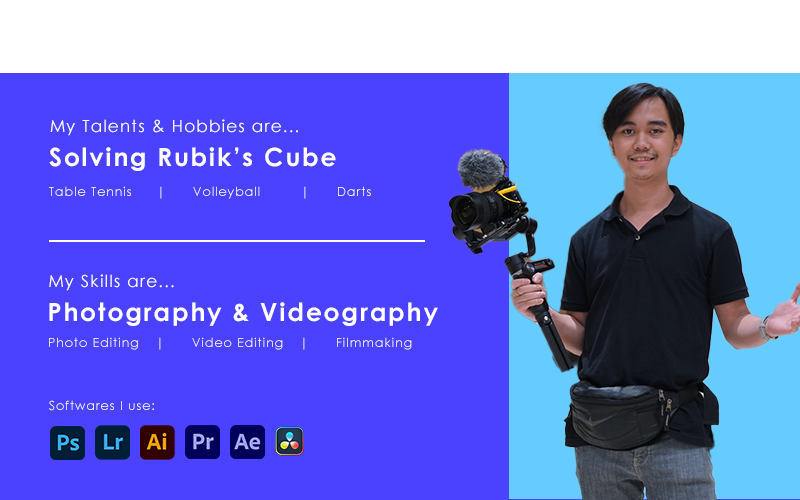 My Talents & Hobbies are...
Solving Rubik's Cube
Table Tennis | Volleyball | Darts
My Skills are...
Photography & Videography
Photo Editing | Video Editing | Filmmaking
Softwares I use:
Ps Lr Ai Pr Ae